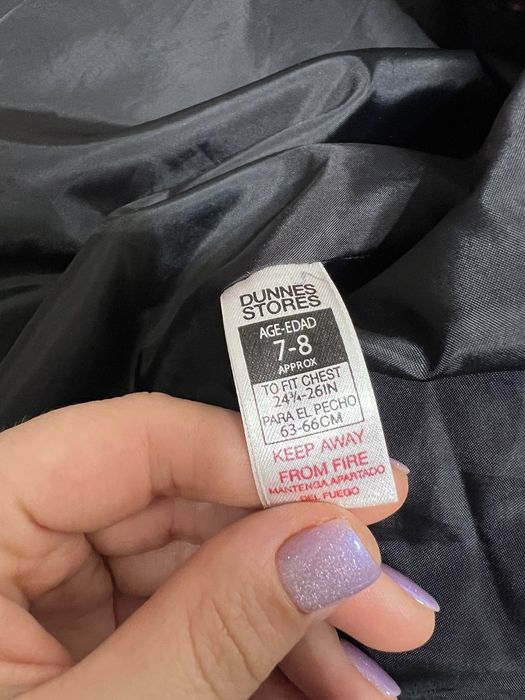 DUNNES
STORES
AGE-EDAD
7-8
APPROX
TO FIT CHEST
24¾-26IN
PARA EL PECHO
63-66CM
KEEP AWAY
FROM FIRE
MANTENGA APARTADO
DEL FUEGO